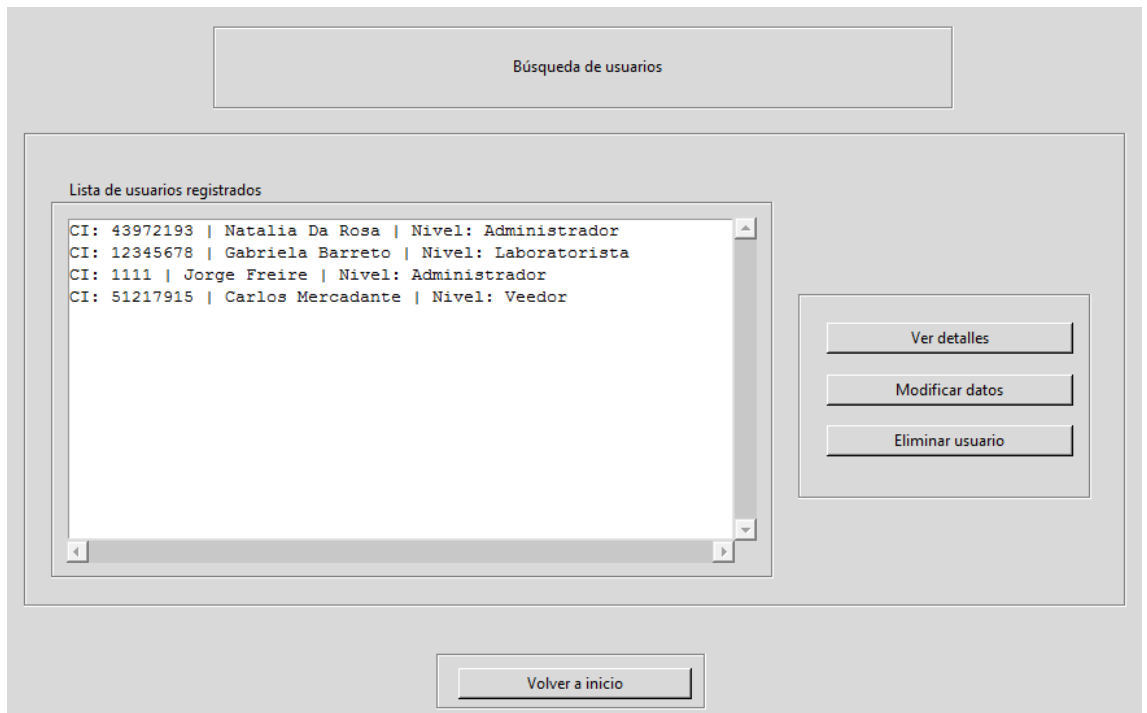 Búsqueda de usuarios
Lista de usuarios registrados
CI: 43972193 | Natalia Da Rosa | Nivel: Administrador
CI: 12345678 | Gabriela Barreto | Nivel: Laboratorista
CI: 1111 | Jorge Freire | Nivel: Administrador
CI: 51217915 | Carlos Mercadante | Nivel: Veedor
Ver detalles
Modificar datos
Eliminar usuario
Volver a inicio